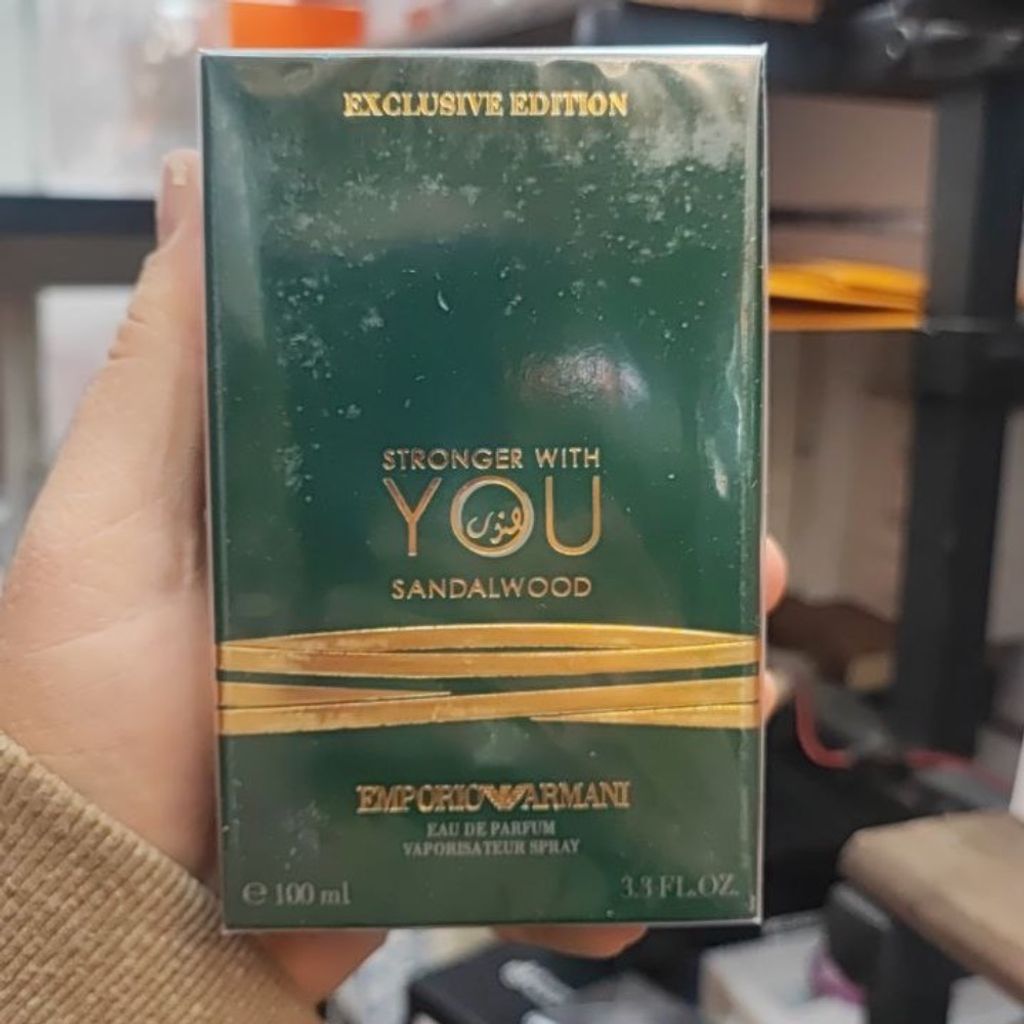 EXCLUSIVE EDITION
STRONGER WITH
YOU
SANDALWOOD
EMPORIO ARMANI
EAU DE PARFUM
VAPORISATEUR SPRAY
e 100 ml
3.3 FL.OZ.